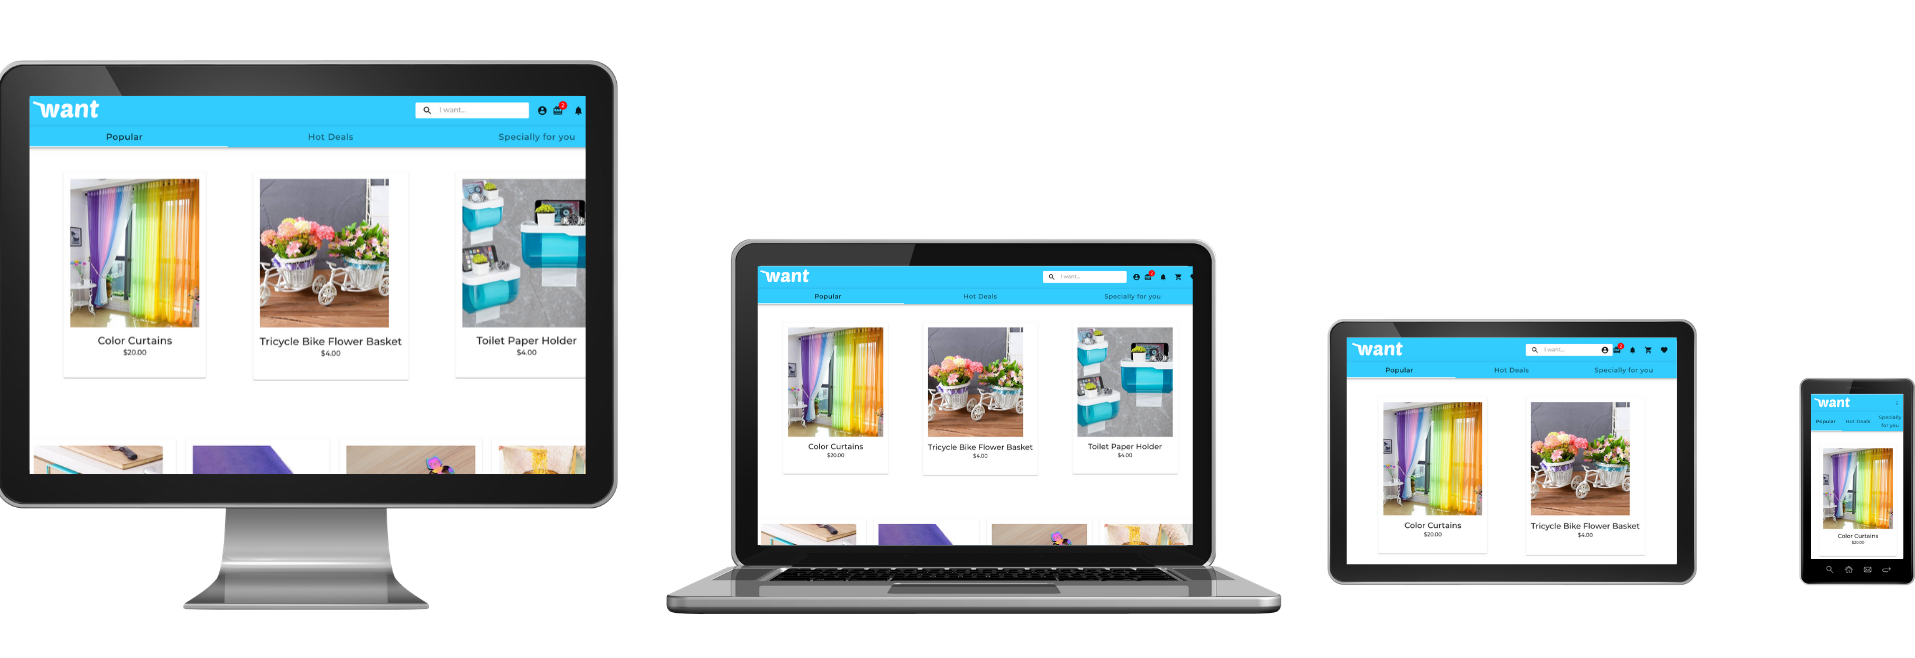 want
I want...
2
Popular
Hot Deals
Specially for you
Color Curtains
$20.00
Tricycle Bike Flower Basket
$4.00
Toilet Paper Holder
$4.00
want
I want...
2
Popular
Hot Deals
Specially for you
Color Curtains
$20.00
Tricycle Bike Flower Basket
$4.00
Toilet Paper Holder
$4.00
want
I want...
2
Popular
Hot Deals
Specially for you
Color Curtains
$20.00
Tricycle Bike Flower Basket
$4.00
want
Popular
Hot Deals
Specially
for you
Color Curtains
$20.00